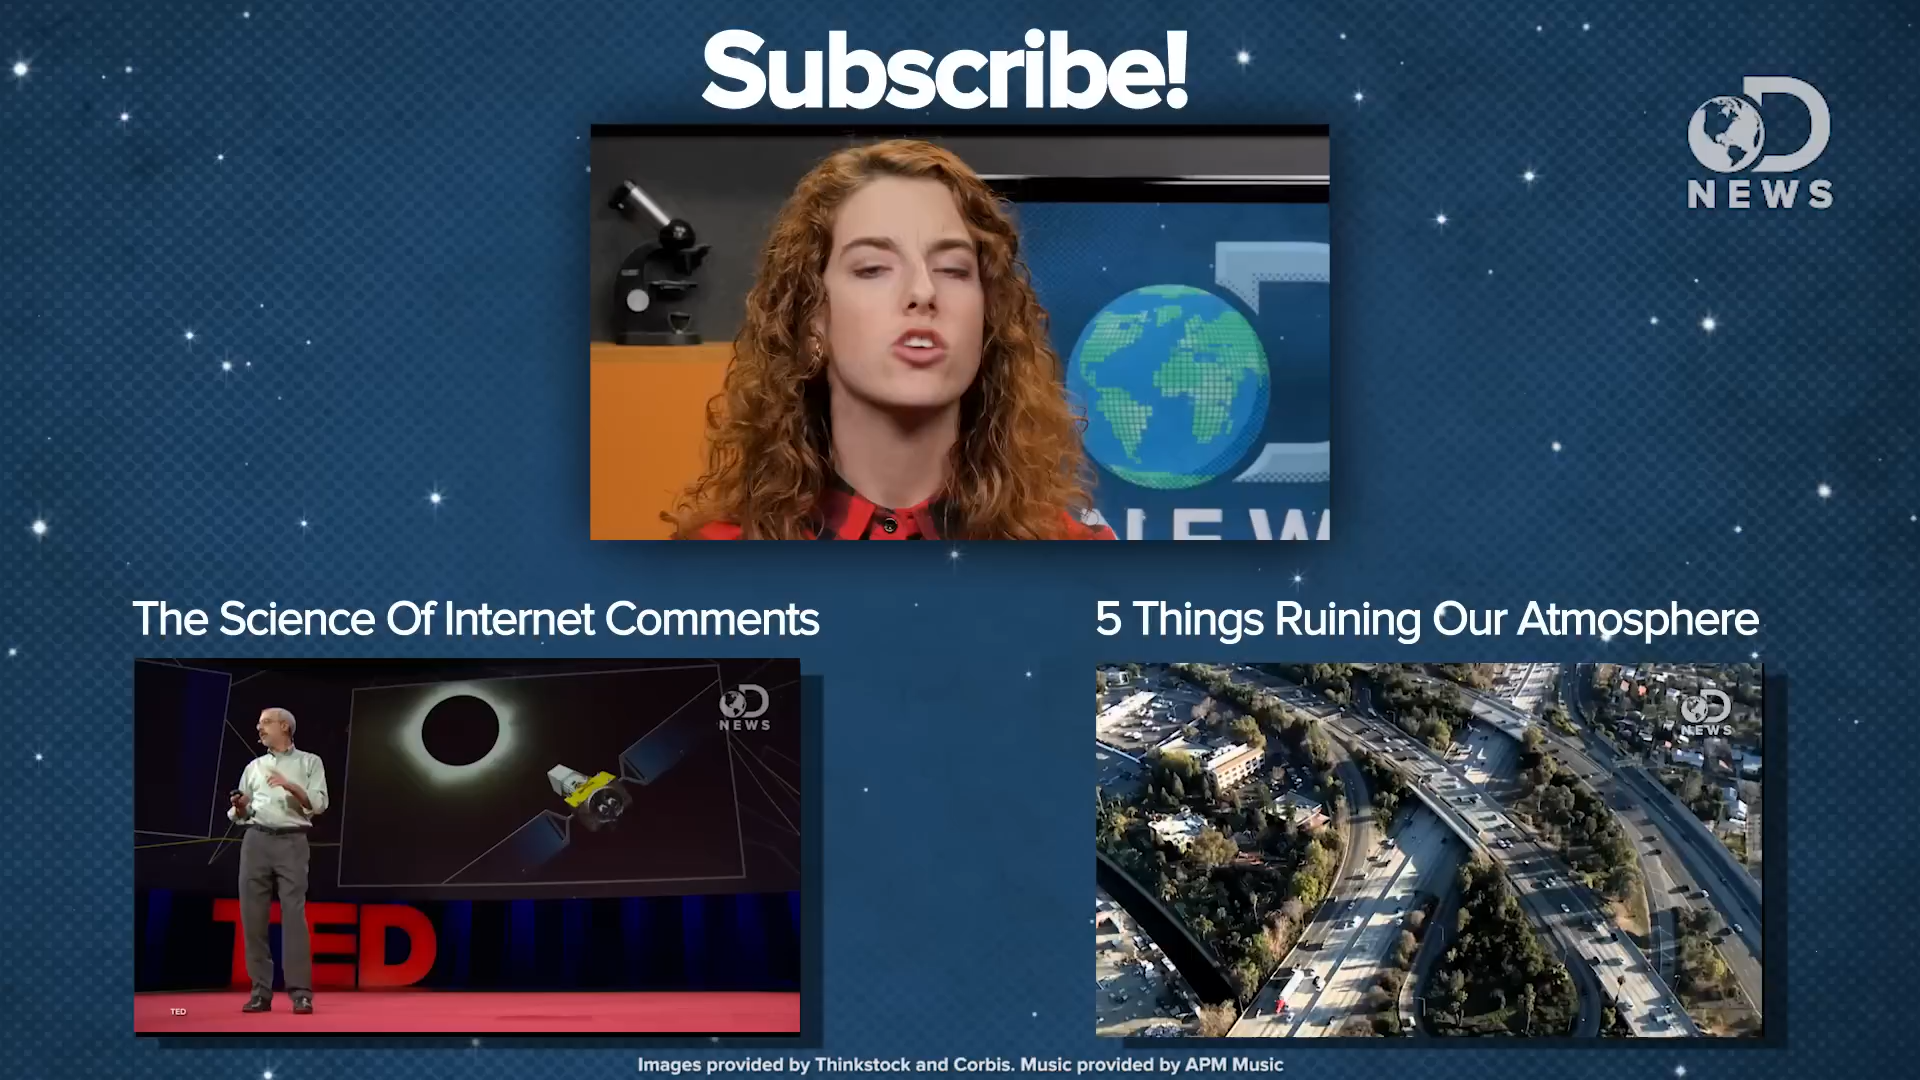 Subscribe!
D
NEWS
NEW
The Science Of Internet Comments
5 Things Ruining Our Atmosphere
D
NEWS
D
NEWS
TED
TED
Images provided by Thinkstock and Corbis. Music provided by APM Music